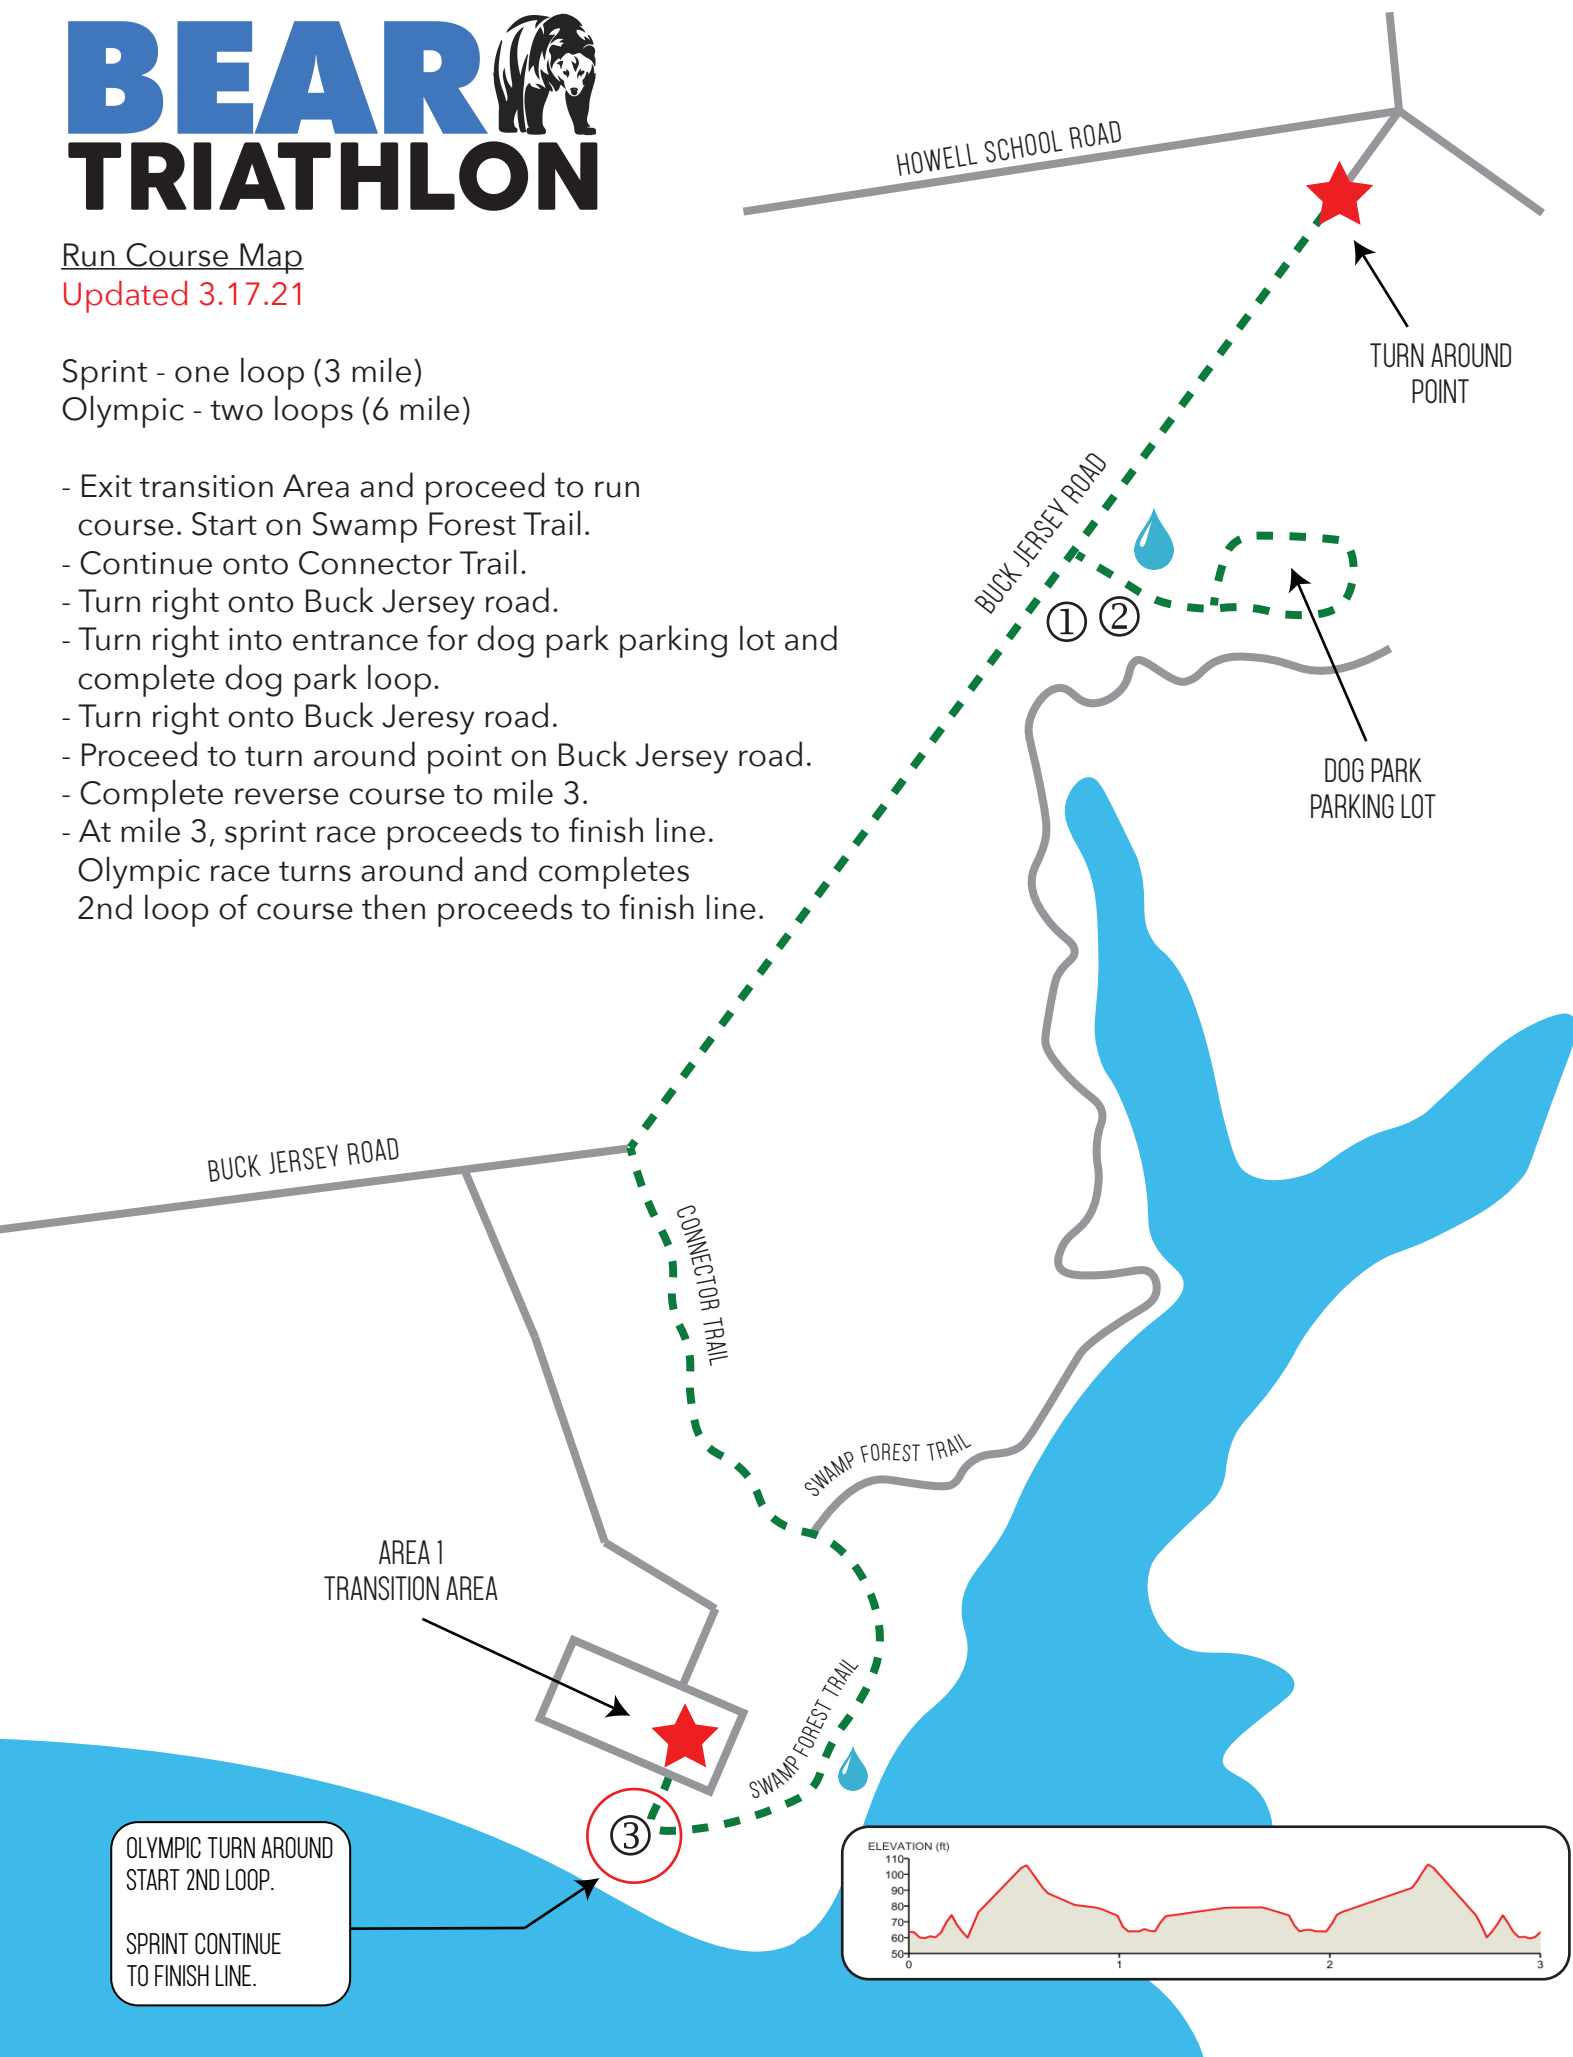 BEAR
TRIATHLON
Run Course Map
Updated 3.17.21
Sprint - one loop (3 mile)
Olympic - two loops (6 mile)
- Exit transition Area and proceed to run
course. Start on Swamp Forest Trail.
- Continue onto Connector Trail.
- Turn right onto Buck Jersey road.
- Turn right into entrance for dog park parking lot and
complete dog park loop.
- Turn right onto Buck Jeresy road.
- Proceed to turn around point on Buck Jersey road.
- Complete reverse course to mile 3.
- At mile 3, sprint race proceeds to finish line.
Olympic race turns around and completes
2nd loop of course then proceeds to finish line.
HOWELL SCHOOL ROAD
TURN AROUND
POINT
BUCK JERSEY ROAD
1
2
DOG PARK
PARKING LOT
BUCK JERSEY ROAD
CONNECTOR TRAIL
SWAMP FOREST TRAIL
AREA 1
TRANSITION AREA
SWAMP FOREST TRAIL
3
OLYMPIC TURN AROUND
START 2ND LOOP.
SPRINT CONTINUE
TO FINISH LINE.
ELEVATION (ft)
110
100
90
80
70
60
50
0 1 2 3